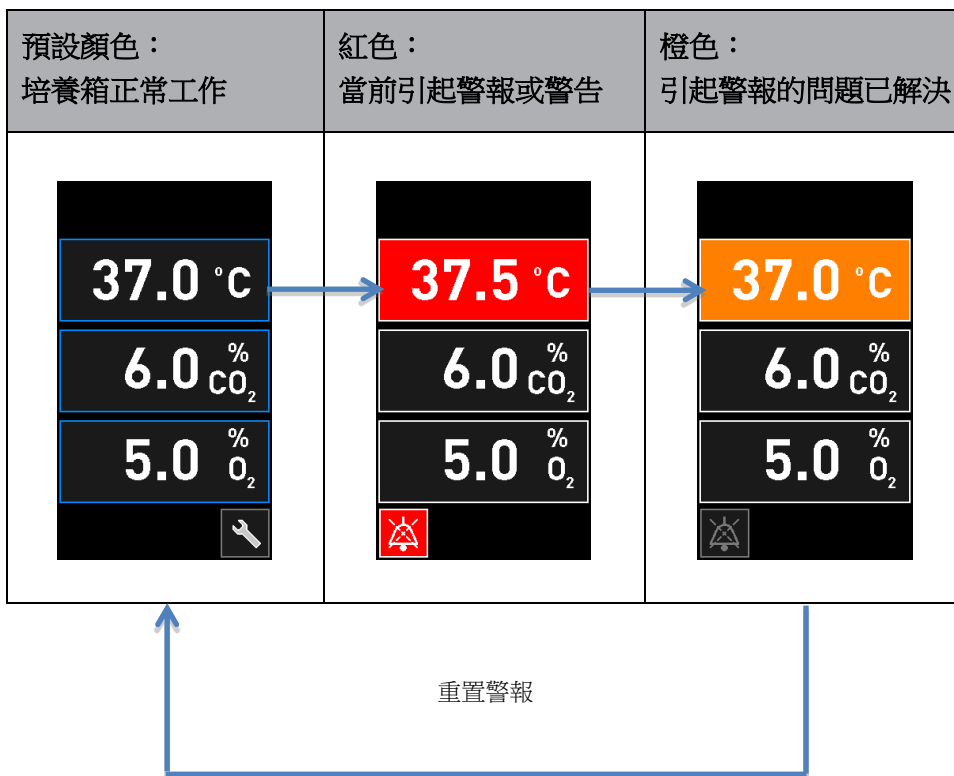 預設顏色：
培養箱正常工作
紅色：
當前引起警報或警告
橙色：
引起警報的問題已解決
37.0 °C
6.0 % CO₂
5.0 % O₂
37.5 °C
6.0 % CO₂
5.0 % O₂
37.0 °C
6.0 % CO₂
5.0 % O₂
重置警報